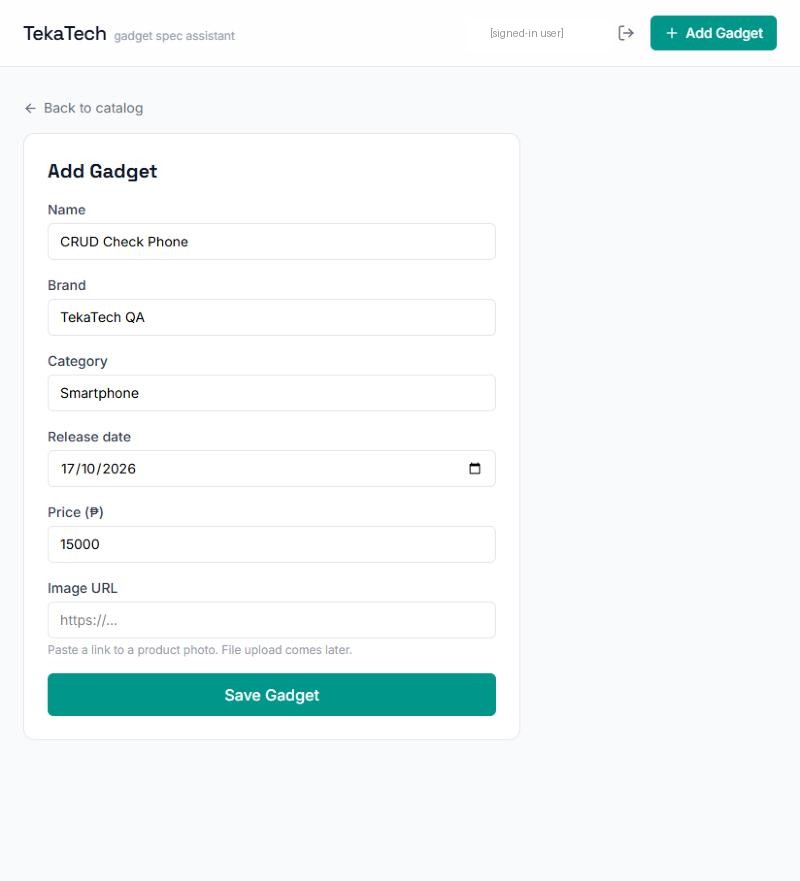 TekaTech gadget spec assistant
[signed-in user]
+ Add Gadget
← Back to catalog
Add Gadget
Name
CRUD Check Phone
Brand
TekaTech QA
Category
Smartphone
Release date
17/10/2026
Price (₱)
15000
Image URL
https://...
Paste a link to a product photo. File upload comes later.
Save Gadget